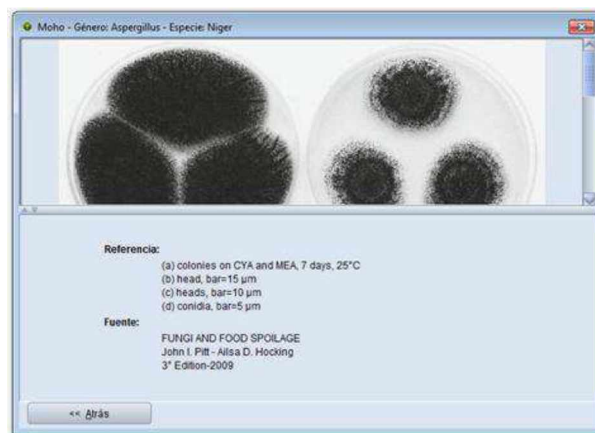 Moho - Género: Aspergillus - Especie: Niger
Referencia:
(a) colonies on CYA and MEA, 7 days, 25°C
(b) head, bar=15 µm
(c) heads, bar=10 µm
(d) conidia, bar=5 µm
Fuente:
FUNGI AND FOOD SPOILAGE
John I. Pitt - Ailsa D. Hocking
3° Edition-2009
<< Atrás